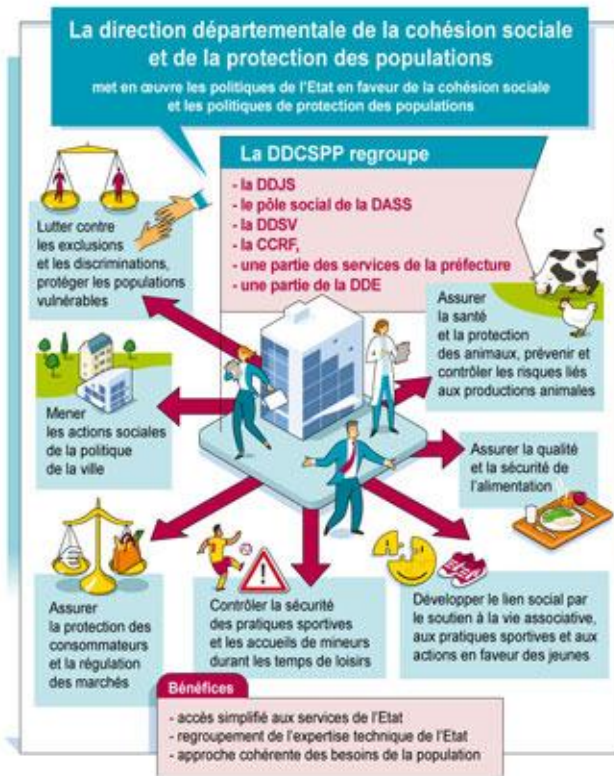 La direction départementale de la cohésion sociale
et de la protection des populations
met en œuvre les politiques de l'Etat en faveur de la cohésion sociale
et les politiques de protection des populations
La DDCSPP regroupe
- la DDJS
- le pôle social de la DASS
- la DDSV
- la CCRF,
- une partie des services de la préfecture
- une partie de la DDE
Lutter contre
les exclusions
et les discriminations,
protéger les populations
vulnérables
Assurer
la santé
et la protection
des animaux, prévenir et
contrôler les risques liés
aux productions animales
Mener
les actions sociales
de la politique
de la ville
Assurer la qualité
et la sécurité de
l'alimentation
Assurer
la protection des
consommateurs
et la régulation
des marchés
Contrôler la sécurité
des pratiques sportives
et les accueils de mineurs
durant les temps de loisirs
Développer le lien social par
le soutien à la vie associative,
aux pratiques sportives et aux
actions en faveur des jeunes
Bénéfices
- accès simplifié aux services de l'Etat
- regroupement de l'expertise technique de l'Etat
- approche cohérente des besoins de la population